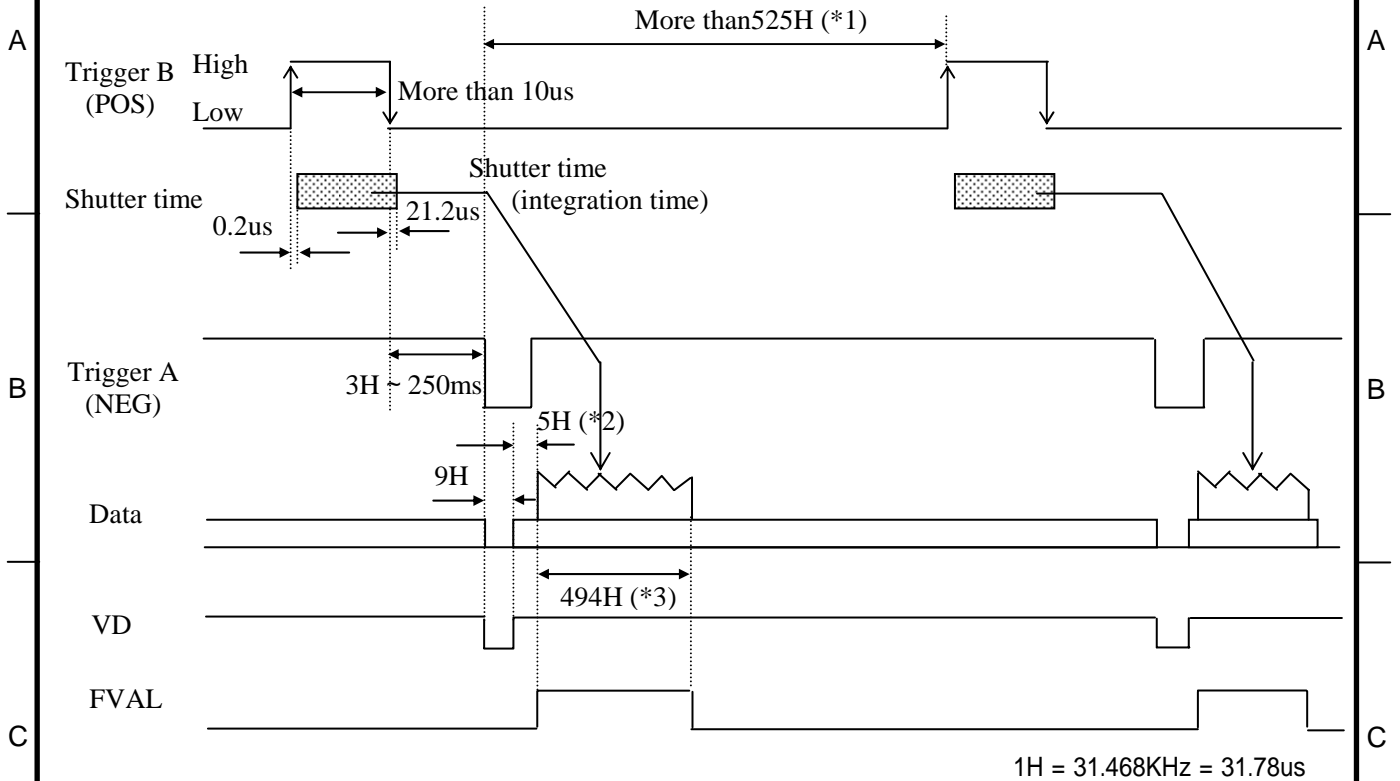 More than525H (*1)
A
A
Trigger B
(POS)
High
Low
More than 10us
Shutter time
Shutter time
(integration time)
0.2us
21.2us
Trigger A
(NEG)
B
B
3H ~ 250ms
5H (*2)
9H
Data
494H (*3)
VD
FVAL
C
C
1H = 31.468KHz = 31.78us